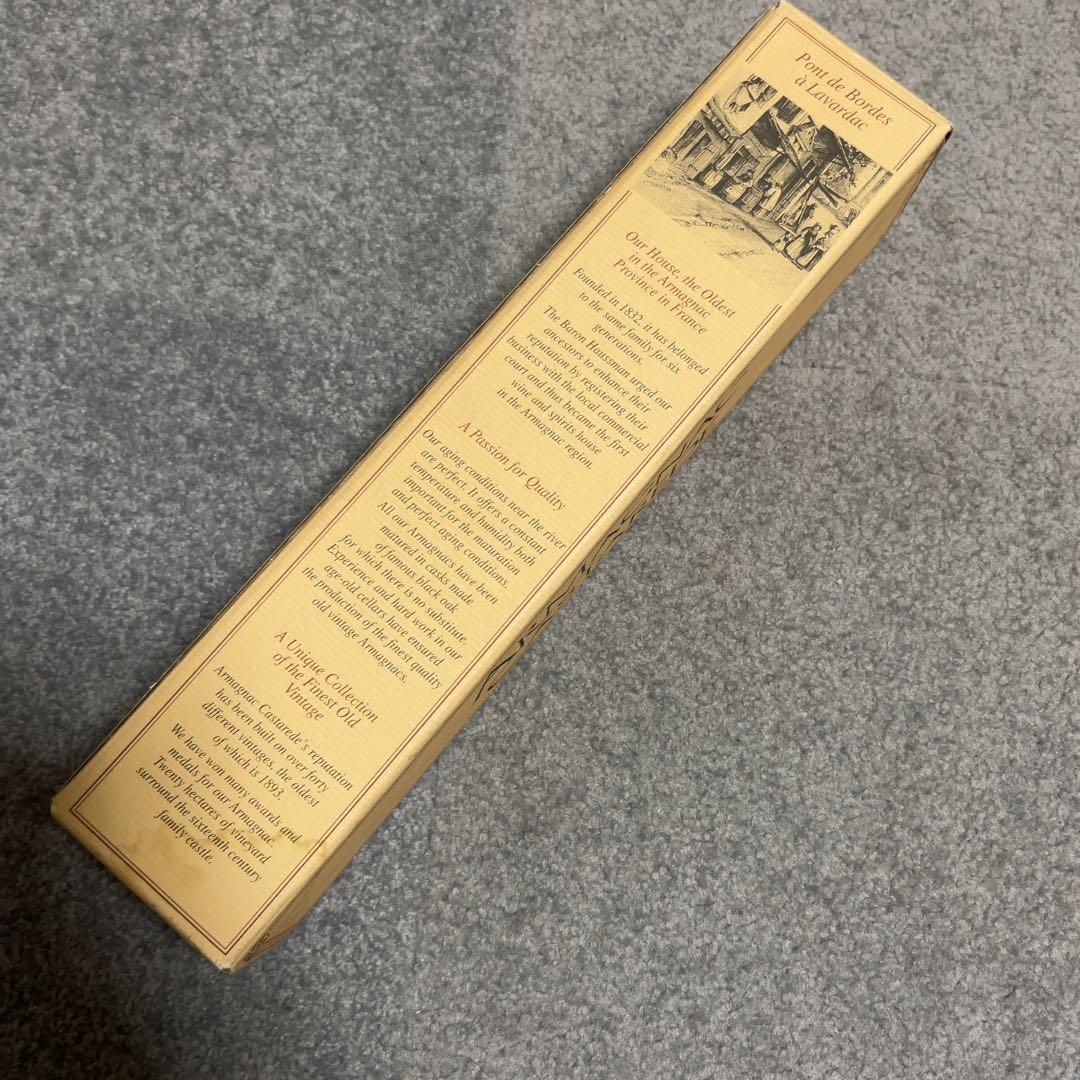 Pont de Bordes
à Lavardac
Our House, the Oldest
in the Armagnac
Province in France
Founded in 1832, it has belonged
to the same family for six
generations.
The Baron Haussman urged our
ancestors to enhance their
reputation by registering their
business with the local commercial
court and thus became the first
wine and spirits house
in the Armagnac region.
A Passion for Quality
Our aging conditions near the river
are perfect. It offers a constant
temperature and humidity both
important for the maturation
and perfect aging conditions.
All our Armagnacs have been
matured in casks made
of famous black oak
for which there is no substitute.
Experience and hard work in our
age-old cellars have ensured
the production of the finest quality
old vintage Armagnacs.
A Unique Collection
of the Finest Old
Vintage
Armagnac Castarede's reputation
has been built on over forty
different vintages, the oldest
of which is 1893.
We have won many awards and
medals for our Armagnac.
Twenty hectares of vineyard
surround the sixteenth century
family castle.